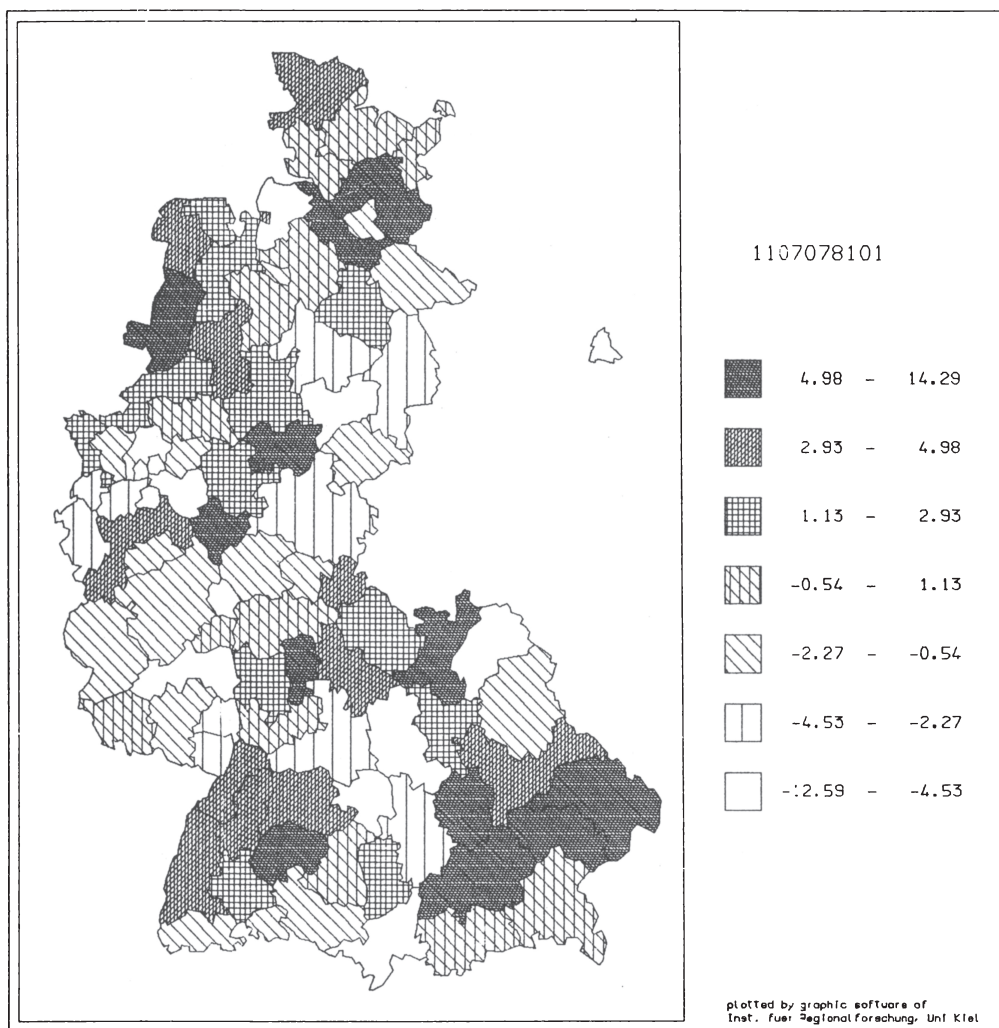 1107078101
4.98 - 14.29
2.93 - 4.98
1.13 - 2.93
-0.54 - 1.13
-2.27 - -0.54
-4.53 - -2.27
-12.59 - -4.53
plotted by graphic software of
Inst. fuer Regionalforschung, Uni Kiel